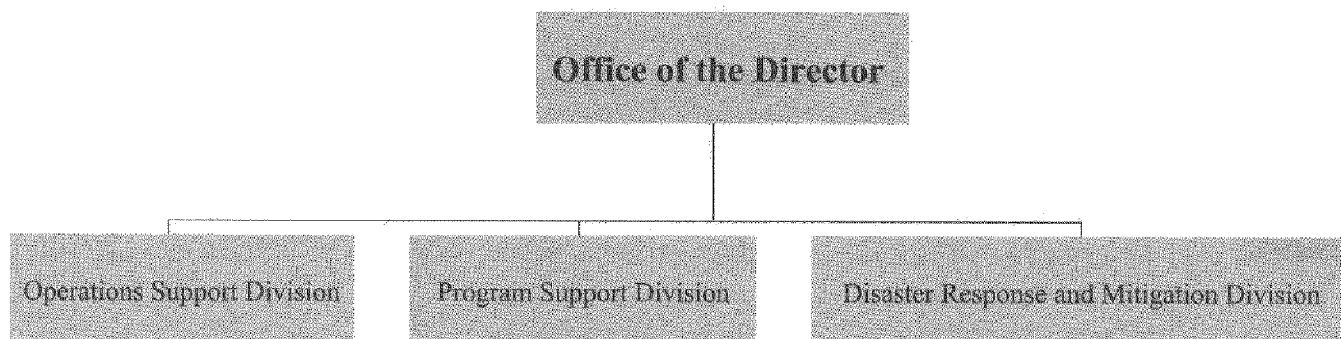 Office of the Director
Operations Support Division
Program Support Division
Disaster Response and Mitigation Division